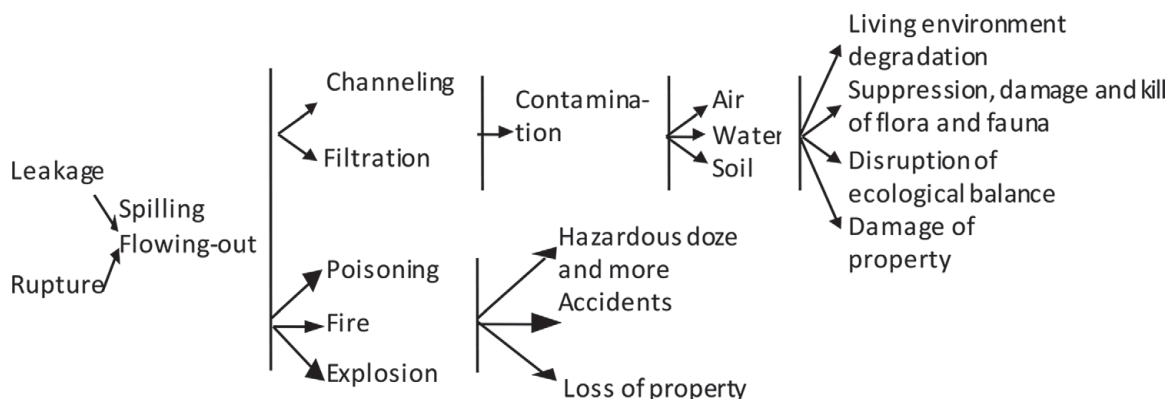 Leakage
Rupture
Spilling
Flowing-out
Channeling
Filtration
Poisoning
Fire
Explosion
Contamina-
tion
Hazardous doze
and more
Accidents
Loss of property
Air
Water
Soil
Living environment
degradation
Suppression, damage and kill
of flora and fauna
Disruption of
ecological balance
Damage of
property